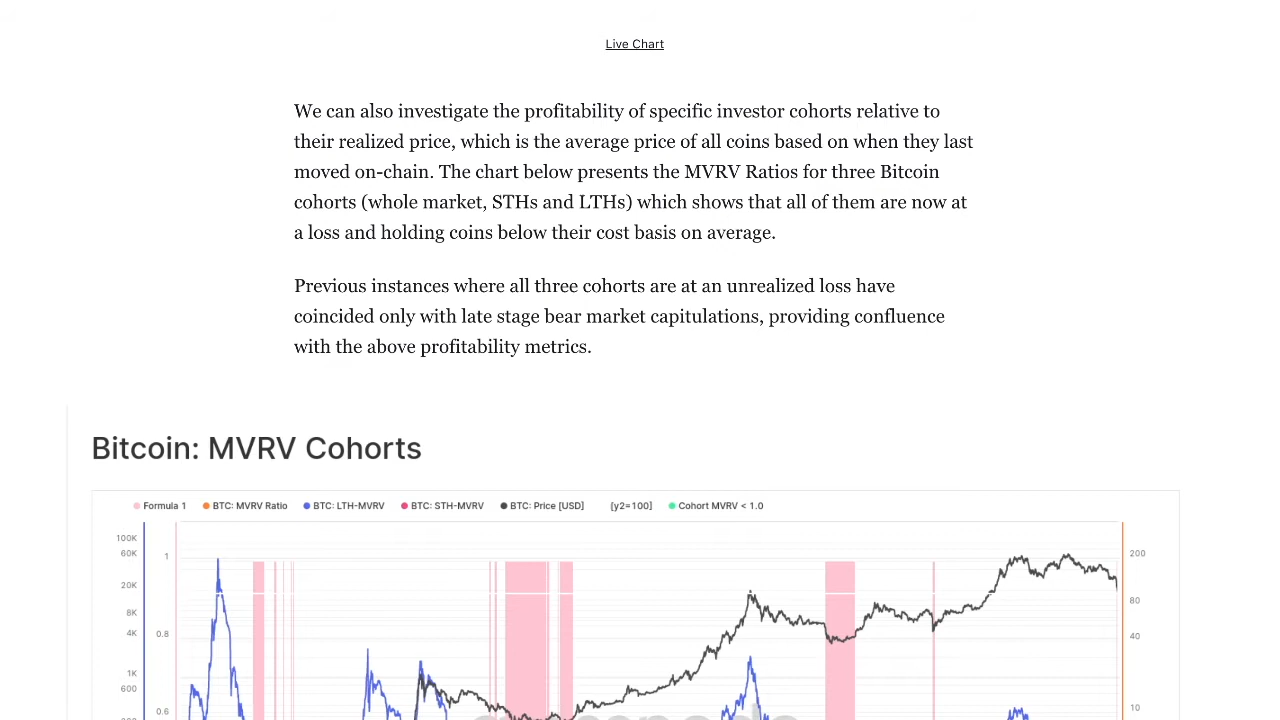 Live Chart
We can also investigate the profitability of specific investor cohorts relative to
their realized price, which is the average price of all coins based on when they last
moved on-chain. The chart below presents the MVRV Ratios for three Bitcoin
cohorts (whole market, STHs and LTHs) which shows that all of them are now at
a loss and holding coins below their cost basis on average.
Previous instances where all three cohorts are at an unrealized loss have
coincided only with late stage bear market capitulations, providing confluence
with the above profitability metrics.
Bitcoin: MVRV Cohorts
Formula 1 BTC: MVRV Ratio BTC: LTH-MVRV BTC: STH-MVRV BTC: Price [USD] [y2=100] Cohort MVRV < 1.0
100K
60K 1 200
20K
8K 80
4K 0.8 40
1K
600
0.6 10